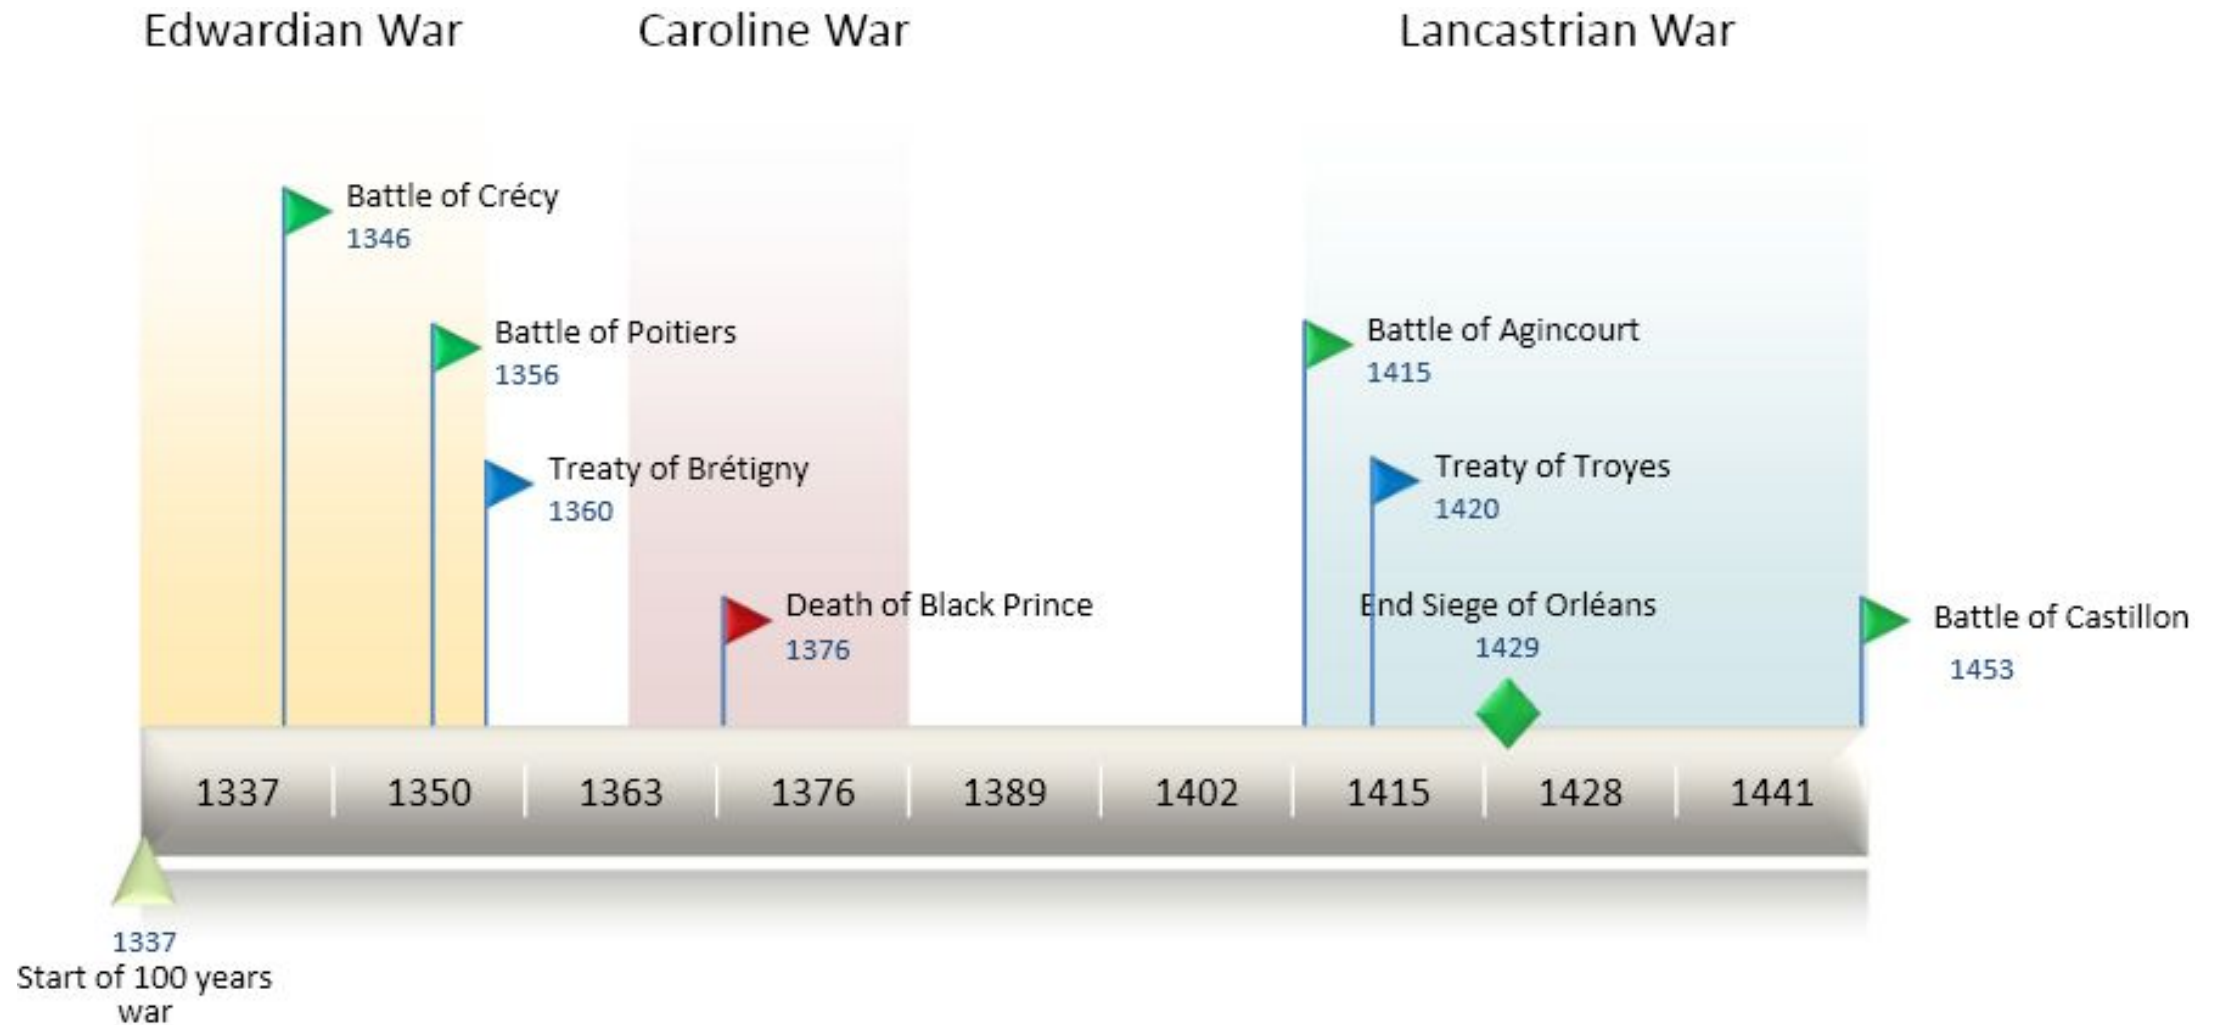 Edwardian War
Caroline War
Lancastrian War
Battle of Crécy
1346
Battle of Poitiers
1356
Battle of Agincourt
1415
Treaty of Brétigny
1360
Treaty of Troyes
1420
Death of Black Prince
1376
End Siege of Orléans
1429
Battle of Castillon
1453
1337 1350 1363 1376 1389 1402 1415 1428 1441
1337
Start of 100 years
war